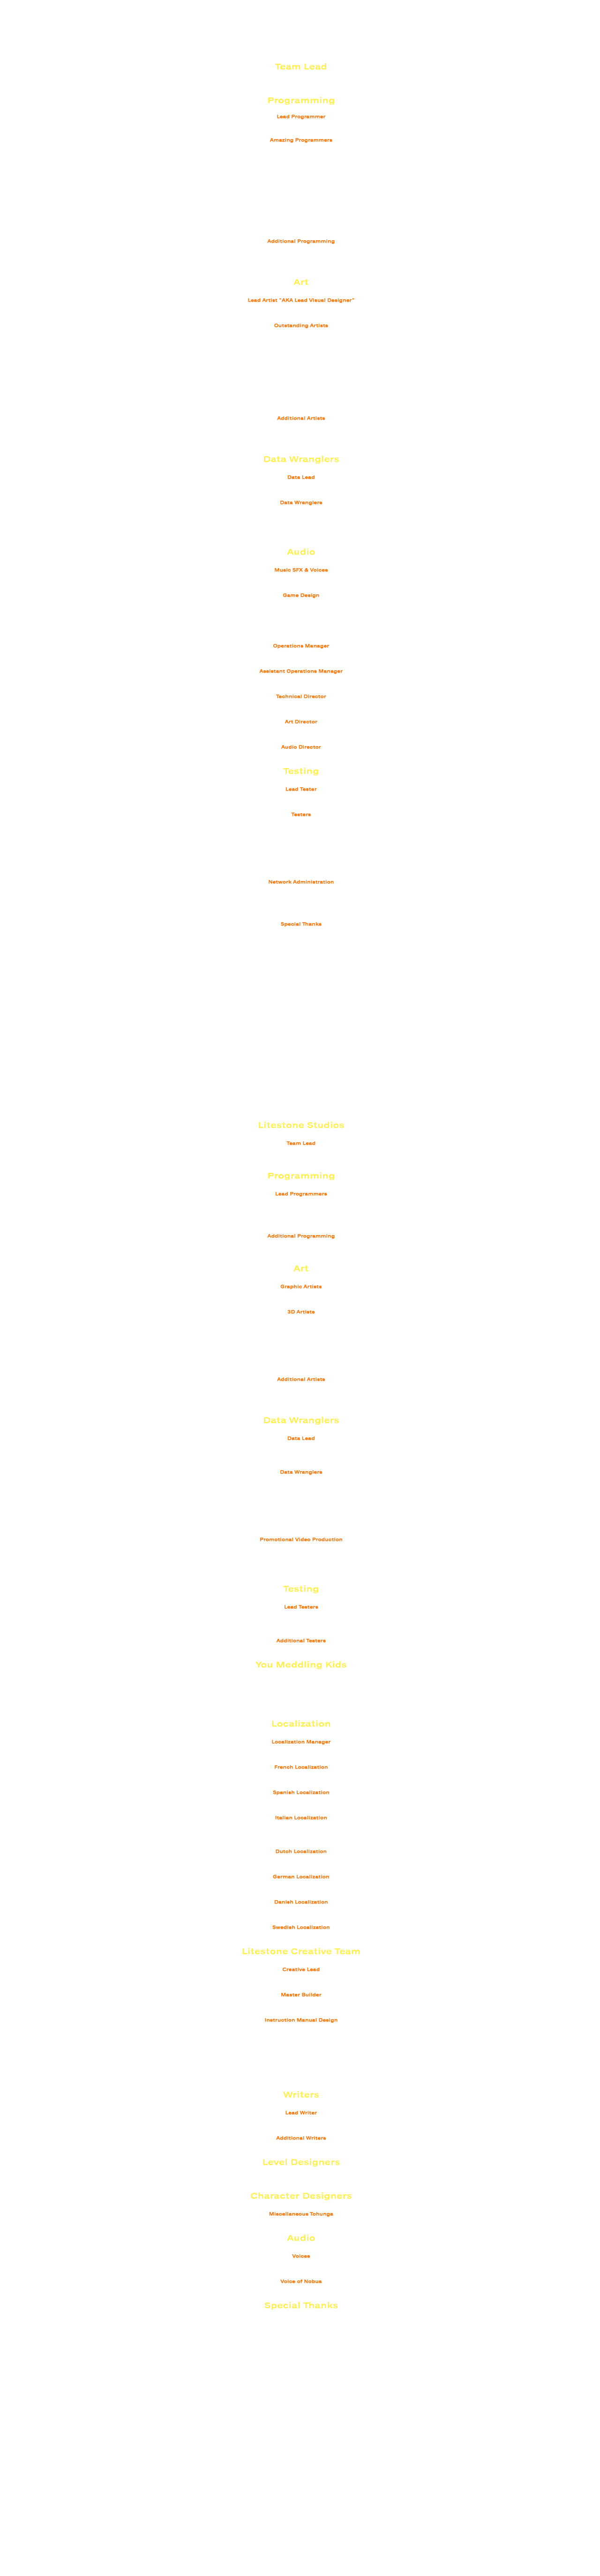 Team Lead
Programming
Lead Programmer
Amazing Programmers
Additional Programming
Art
Lead Artist "AKA Lead Visual Designer"
Outstanding Artists
Additional Artists
Data Wranglers
Data Lead
Data Wranglers
Audio
Music SFX & Voices
Game Design
Operations Manager
Assistant Operations Manager
Technical Director
Art Director
Audio Director
Testing
Lead Tester
Testers
Network Administration
Special Thanks
Litestone Studios
Team Lead
Programming
Lead Programmers
Additional Programming
Art
Graphic Artists
3D Artists
Additional Artists
Data Wranglers
Data Lead
Data Wranglers
Promotional Video Production
Testing
Lead Testers
Additional Testers
You Meddling Kids
Localization
Localization Manager
French Localization
Spanish Localization
Italian Localization
Dutch Localization
German Localization
Danish Localization
Swedish Localization
Litestone Creative Team
Creative Lead
Master Builder
Instruction Manual Design
Writers
Lead Writer
Additional Writers
Level Designers
Character Designers
Miscellaneous Tohunga
Audio
Voices
Voice of Nobua
Special Thanks